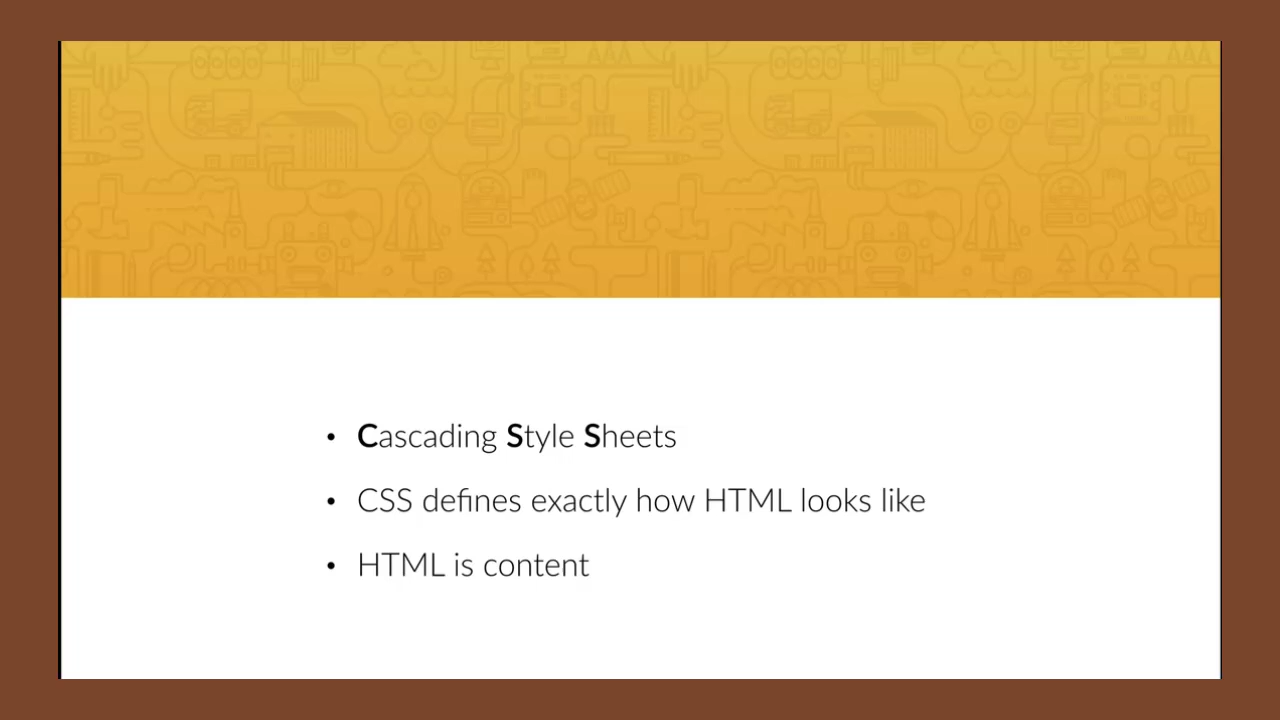 • Cascading Style Sheets
• CSS defines exactly how HTML looks like
• HTML is content